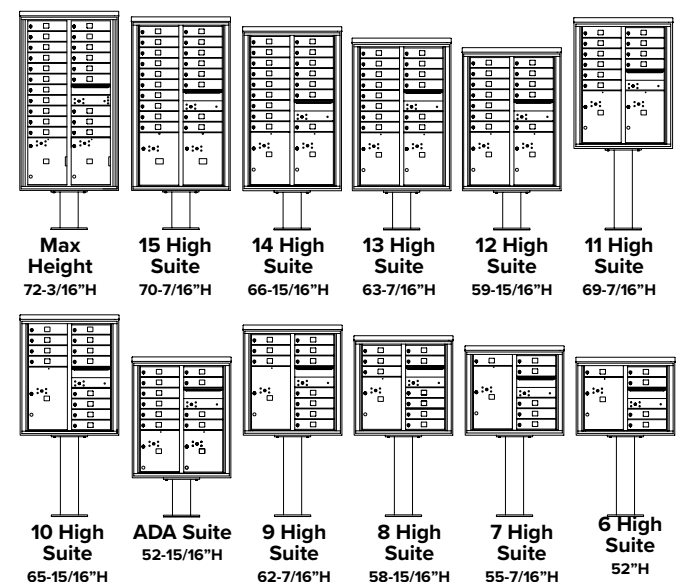 Max
Height
72-3/16”H
15 High
Suite
70-7/16”H
14 High
Suite
66-15/16”H
13 High
Suite
63-7/16”H
12 High
Suite
59-15/16”H
11 High
Suite
69-7/16”H
10 High
Suite
65-15/16”H
ADA Suite
52-15/16”H
9 High
Suite
62-7/16”H
8 High
Suite
58-15/16”H
7 High
Suite
55-7/16”H
6 High
Suite
52”H